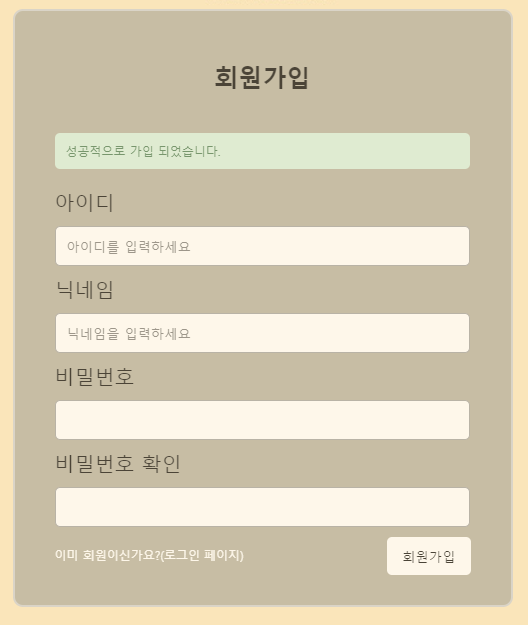 회원가입
성공적으로 가입 되었습니다.
아이디
아이디를 입력하세요
닉네임
닉네임을 입력하세요
비밀번호
비밀번호 확인
이미 회원이신가요?(로그인 페이지)
회원가입